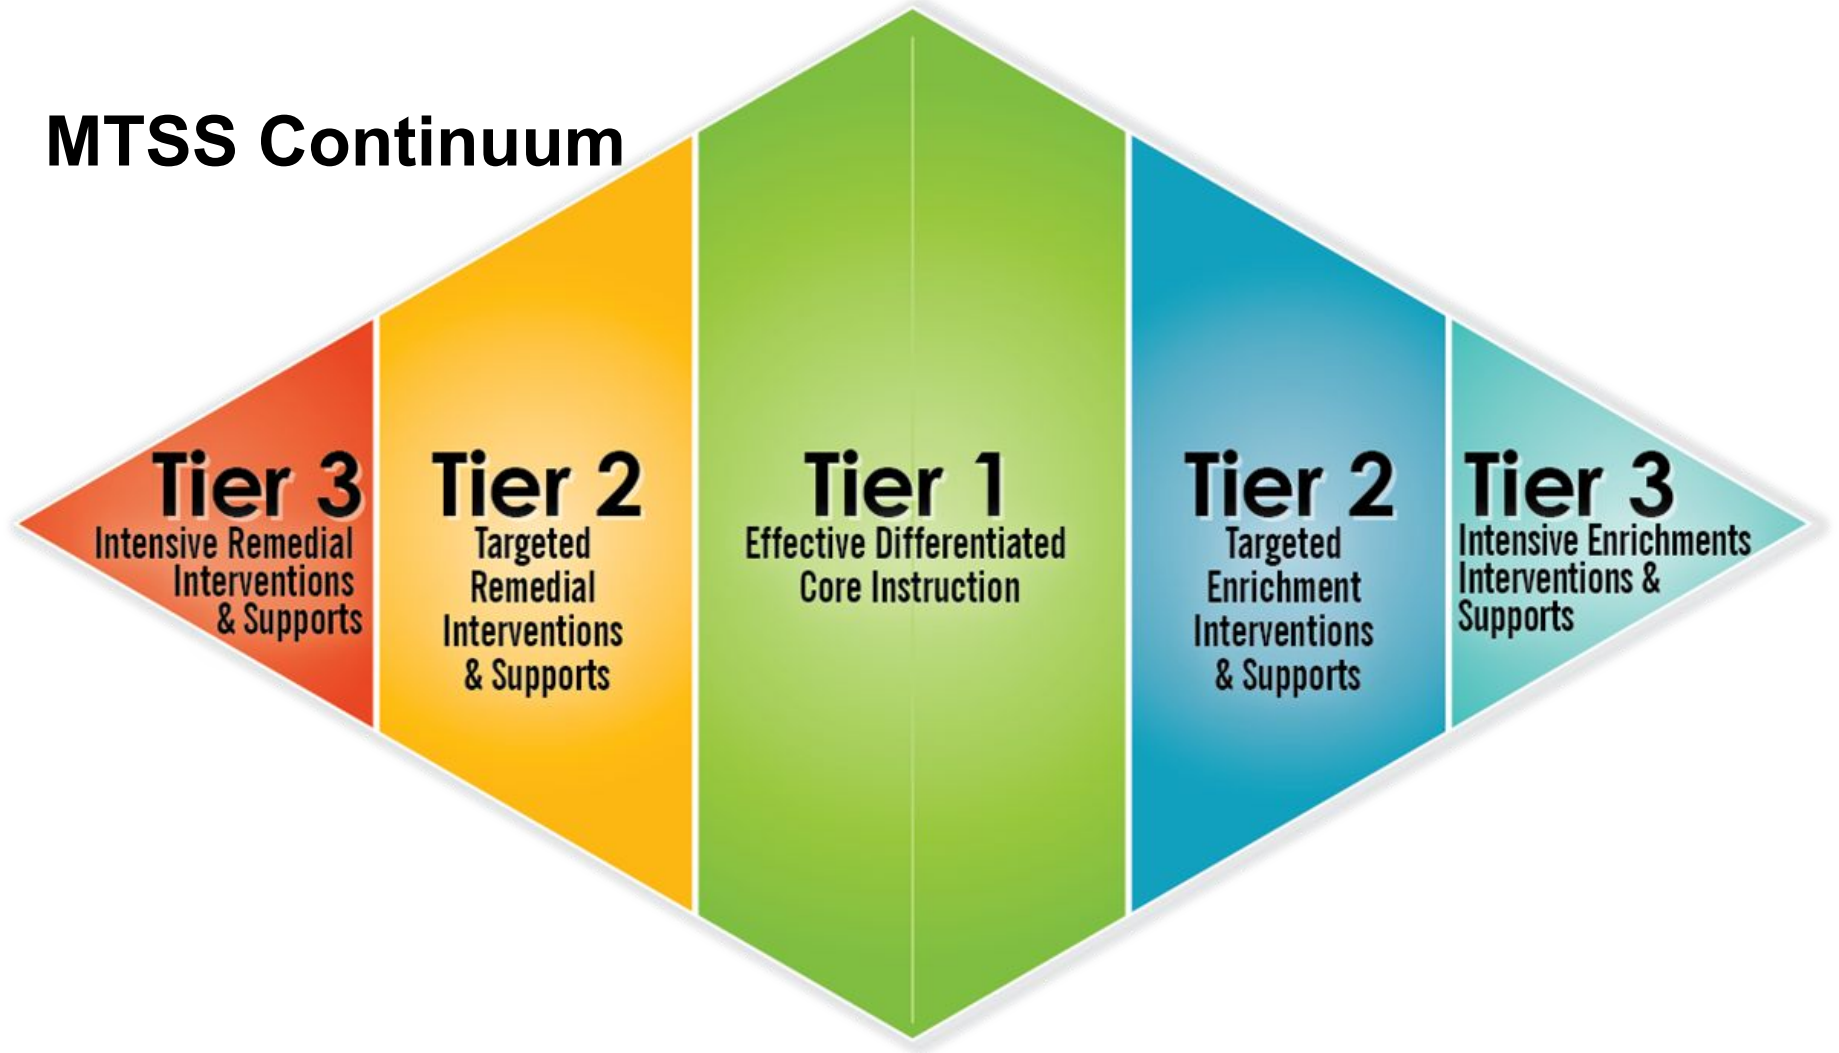 MTSS Continuum
Tier 3
Intensive Remedial
Interventions
& Supports
Tier 2
Targeted
Remedial
Interventions
& Supports
Tier 1
Effective Differentiated
Core Instruction
Tier 2
Targeted
Enrichment
Interventions
& Supports
Tier 3
Intensive Enrichments
Interventions &
Supports